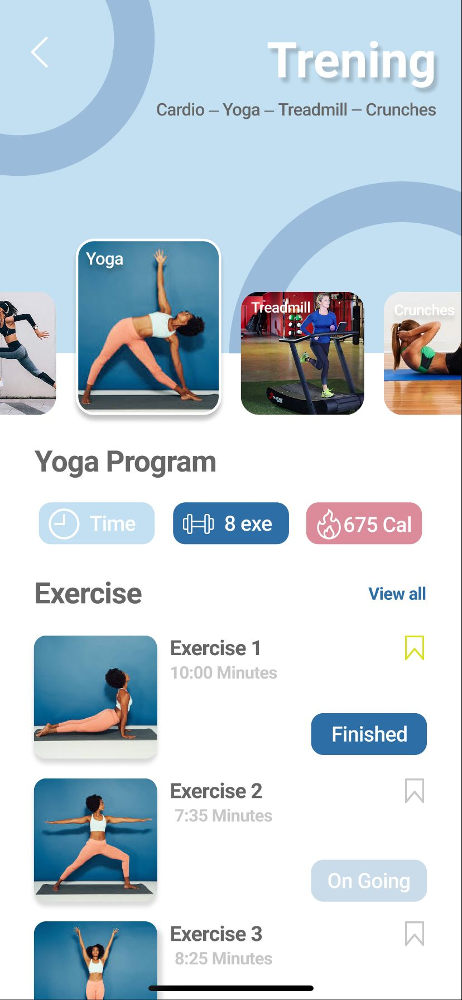 Trening
Cardio – Yoga – Treadmill – Crunches
Yoga
Treadmill
Crunches
Yoga Program
Time
8 exe
675 Cal
Exercise
View all
Exercise 1
10:00 Minutes
Finished
Exercise 2
7:35 Minutes
On Going
Exercise 3
8:25 Minutes